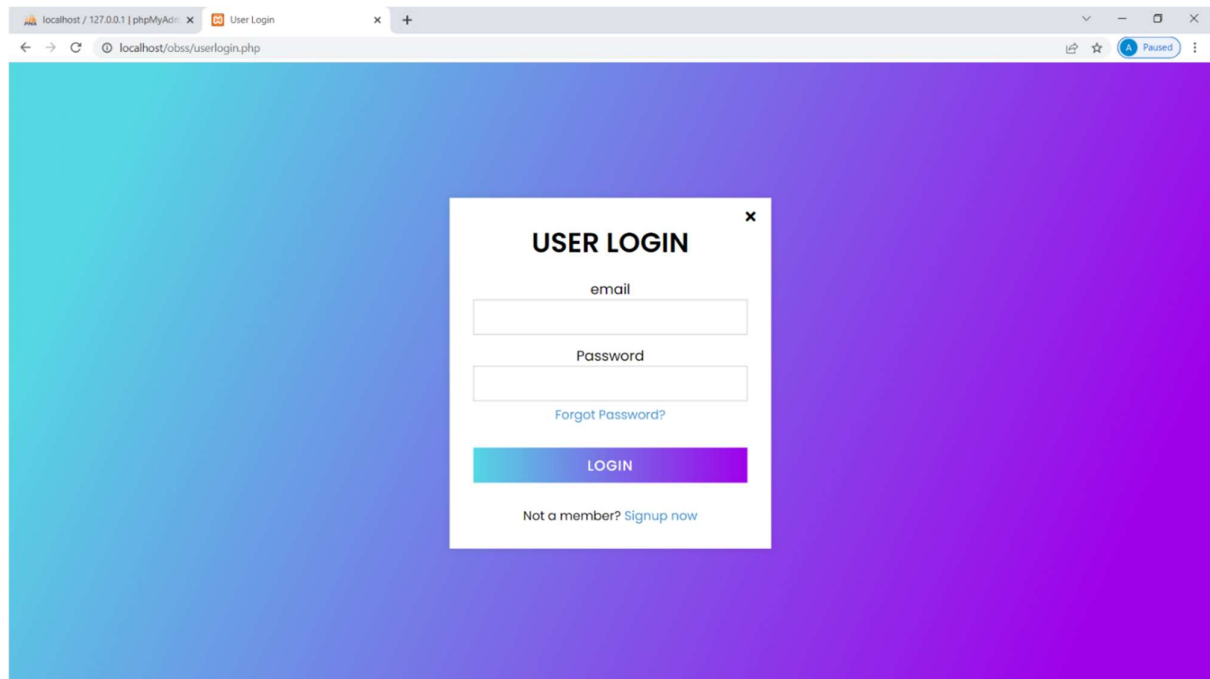 localhost / 127.0.0.1 | phpMyAdm
User Login
localhost/obss/userlogin.php
A Paused
USER LOGIN
email
Password
Forgot Password?
LOGIN
Not a member? Signup now